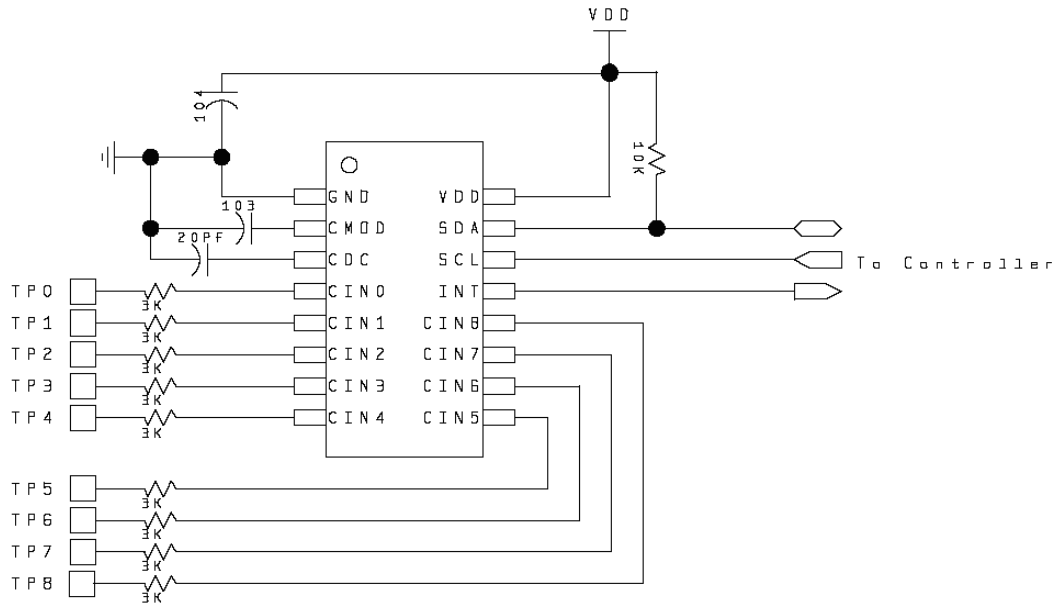 VDD
104
10K
GND VDD
103
CMOD SDA
20PF
CDC SCL To Controller
TP0 3K CIN0 INT
TP1 3K CIN1 CIN8
TP2 3K CIN2 CIN7
TP3 3K CIN3 CIN6
TP4 3K CIN4 CIN5
TP5 3K
TP6 3K
TP7 3K
TP8 3K